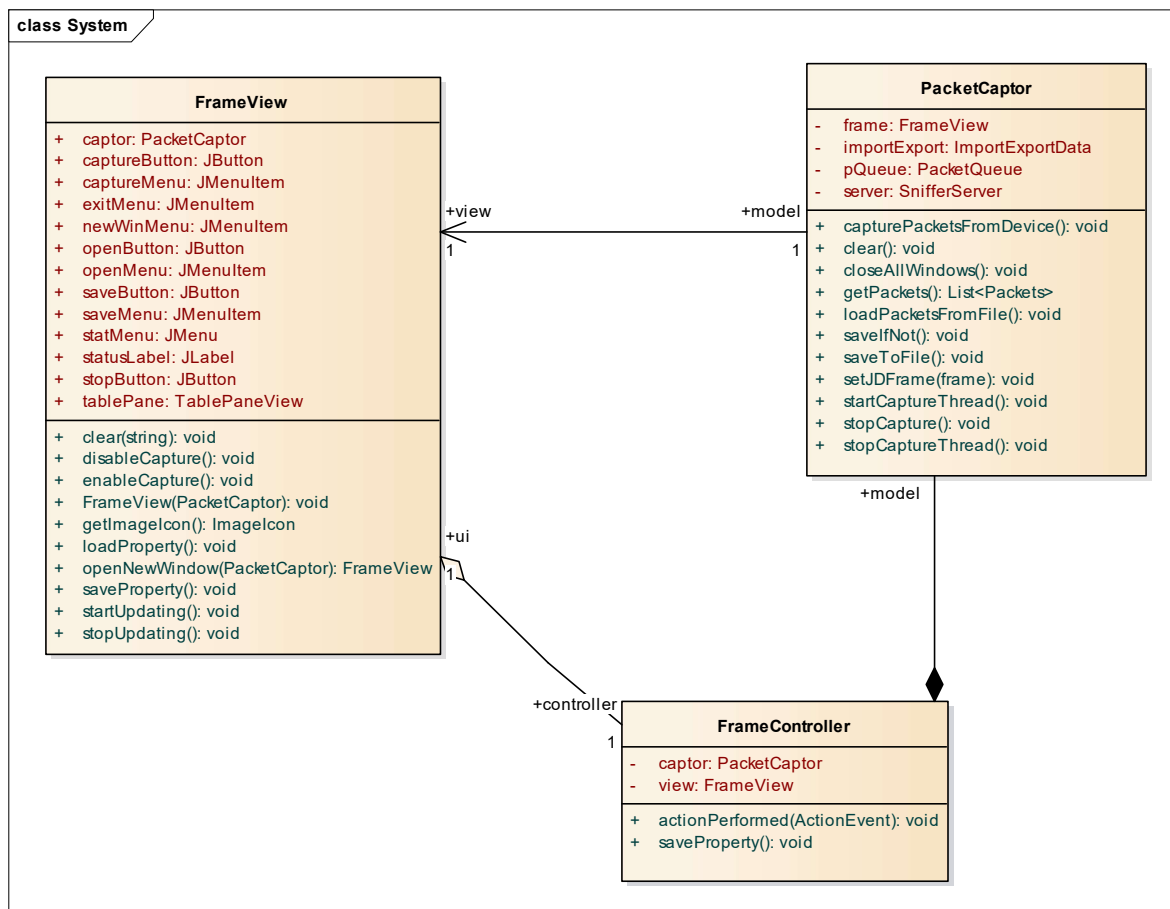 class System
FrameView
+ captor: PacketCaptor
+ captureButton: JButton
+ captureMenu: JMenuItem
+ exitMenu: JMenuItem
+ newWinMenu: JMenuItem
+ openButton: JButton
+ openMenu: JMenuItem
+ saveButton: JButton
+ saveMenu: JMenuItem
+ statMenu: JMenu
+ statusLabel: JLabel
+ stopButton: JButton
+ tablePane: TablePaneView
+ clear(string): void
+ disableCapture(): void
+ enableCapture(): void
+ FrameView(PacketCaptor): void
+ getImageIcon(): ImageIcon
+ loadProperty(): void
+ openNewWindow(PacketCaptor): FrameView
+ saveProperty(): void
+ startUpdating(): void
+ stopUpdating(): void
+view
1
+model
1
PacketCaptor
- frame: FrameView
- importExport: ImportExportData
- pQueue: PacketQueue
- server: SnifferServer
+ capturePacketsFromDevice(): void
+ clear(): void
+ closeAllWindows(): void
+ getPackets(): List<Packets>
+ loadPacketsFromFile(): void
+ saveIfNot(): void
+ saveToFile(): void
+ setJDFrame(frame): void
+ startCaptureThread(): void
+ stopCapture(): void
+ stopCaptureThread(): void
+model
+ui
1
+controller
1
FrameController
- captor: PacketCaptor
- view: FrameView
+ actionPerformed(ActionEvent): void
+ saveProperty(): void